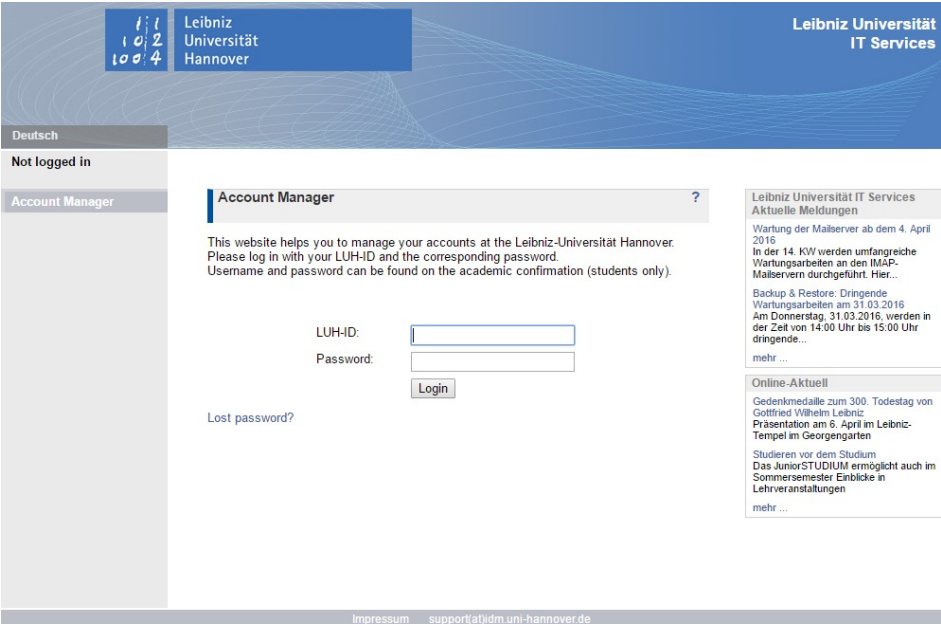 Leibniz
Universität
Hannover
Leibniz Universität
IT Services
Deutsch
Not logged in
Account Manager
Account Manager ?
This website helps you to manage your accounts at the Leibniz-Universität Hannover.
Please log in with your LUH-ID and the corresponding password.
Username and password can be found on the academic confirmation (students only).
LUH-ID:
Password:
Login
Lost password?
Leibniz Universität IT Services
Aktuelle Meldungen
Wartung der Mailserver ab dem 4. April
2016
In der 14. KW werden umfangreiche
Wartungsarbeiten an den IMAP-
Mailservern durchgeführt. Hier...
Backup & Restore: Dringende
Wartungsarbeiten am 31.03.2016
Am Donnerstag, 31.03.2016, werden in
der Zeit von 14:00 Uhr bis 15:00 Uhr
dringende...
mehr ...
Online-Aktuell
Gedenkmedaille zum 300. Todestag von
Gottfried Wilhelm Leibniz
Präsentation am 6. April im Leibniz-
Tempel im Georgengarten
Studieren vor dem Studium
Das JuniorSTUDIUM ermöglicht auch im
Sommersemester Einblicke in
Lehrveranstaltungen
mehr ...
Impressum support(at)idm.uni-hannover.de